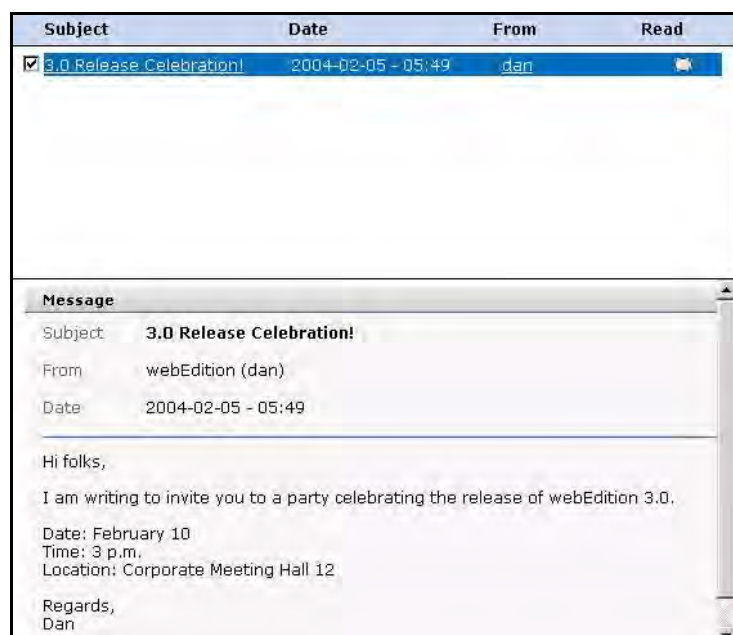 Subject Date From Read
3.0 Release Celebration! 2004-02-05 - 05:49 dan
Message
Subject 3.0 Release Celebration!
From webEdition (dan)
Date 2004-02-05 - 05:49
Hi folks,
I am writing to invite you to a party celebrating the release of webEdition 3.0.
Date: February 10
Time: 3 p.m.
Location: Corporate Meeting Hall 12
Regards,
Dan